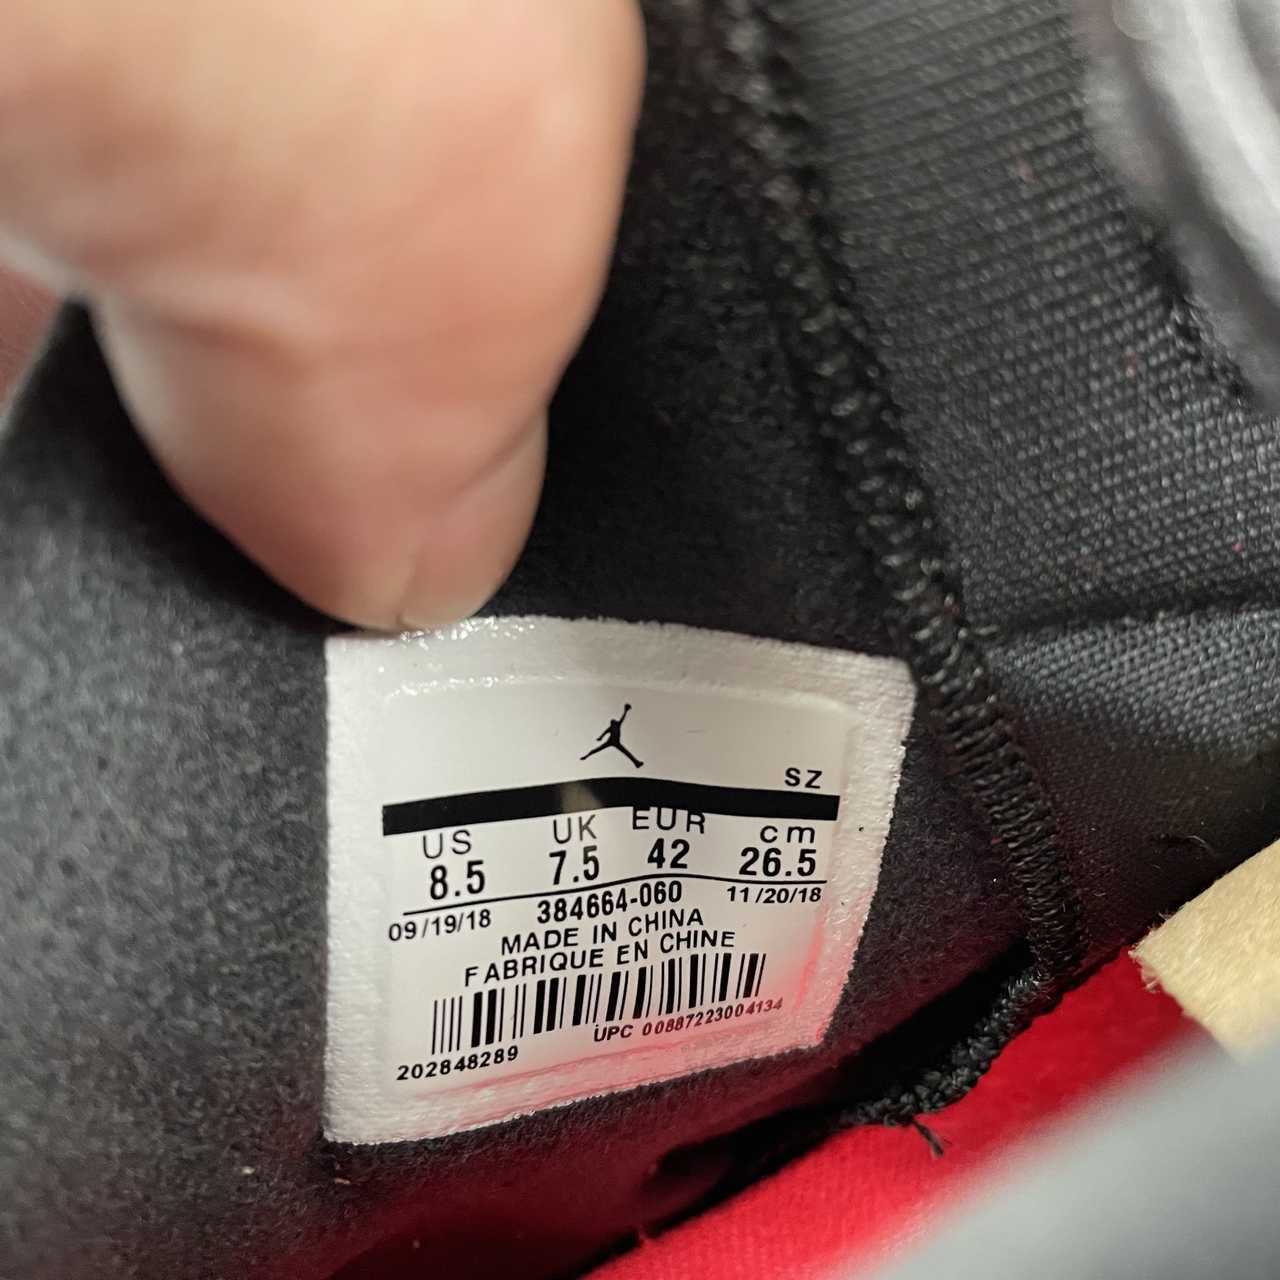 SZ
US UK EUR cm
8.5 7.5 42 26.5
09/19/18 384664-060 11/20/18
MADE IN CHINA
FABRIQUE EN CHINE
UPC 00887223004134
202848289